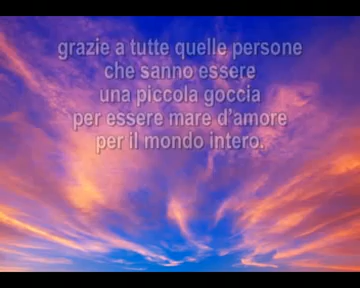 grazie a tutte quelle persone
che sanno essere
una piccola goccia
per essere mare d'amore
per il mondo intero.